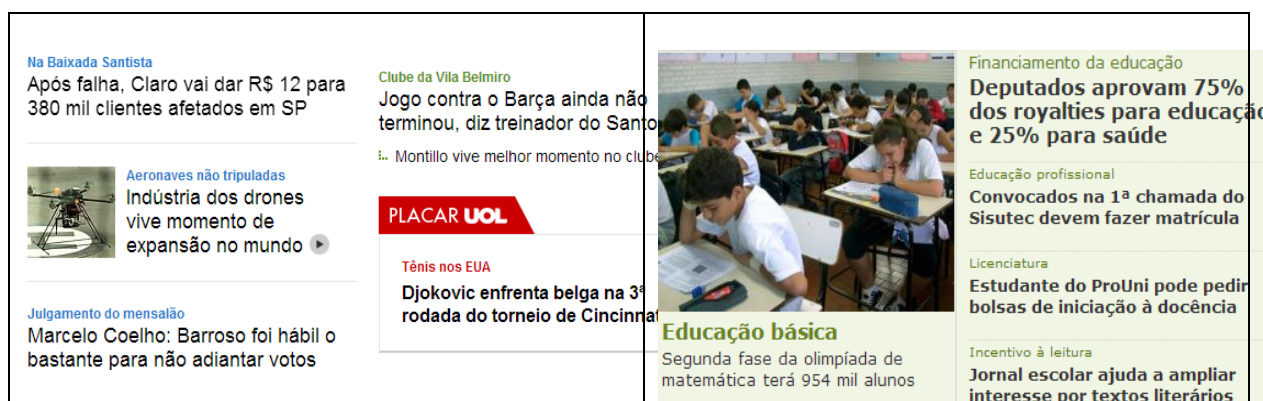 Na Baixada Santista
Após falha, Claro vai dar R$ 12 para
380 mil clientes afetados em SP
Aeronaves não tripuladas
Indústria dos drones
vive momento de
expansão no mundo
Julgamento do mensalão
Marcelo Coelho: Barroso foi hábil o
bastante para não adiantar votos
Clube da Vila Belmiro
Jogo contra o Barça ainda não
terminou, diz treinador do Santo
Montillo vive melhor momento no clube
PLACAR UOL
Tênis nos EUA
Djokovic enfrenta belga na 3ª
rodada do torneio de Cincinnat
Educação básica
Segunda fase da olimpíada de
matemática terá 954 mil alunos
Financiamento da educação
Deputados aprovam 75%
dos royalties para educação
e 25% para saúde
Educação profissional
Convocados na 1ª chamada do
Sisutec devem fazer matrícula
Licenciatura
Estudante do ProUni pode pedir
bolsas de iniciação à docência
Incentivo à leitura
Jornal escolar ajuda a ampliar
interesse por textos literários